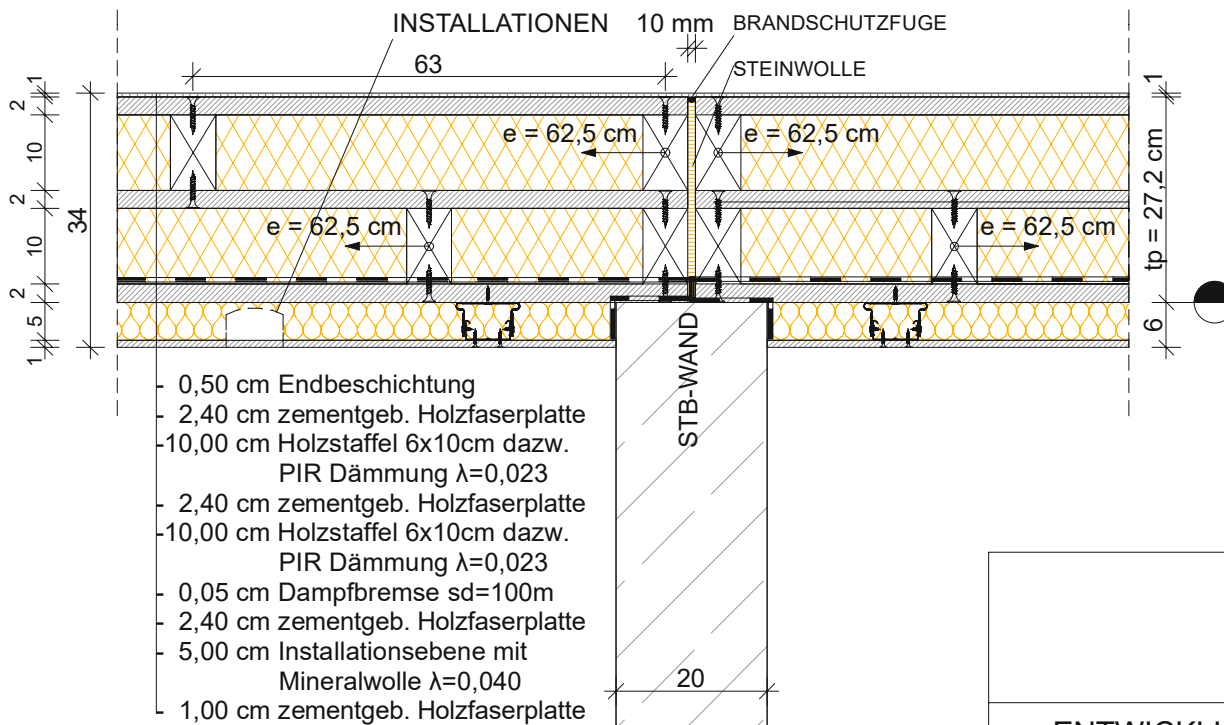 INSTALLATIONEN
10 mm
BRANDSCHUTZFUGE
63
STEINWOLLE
1
2
10
2
10
2
5
1
34
e = 62,5 cm
e = 62,5 cm
e = 62,5 cm
e = 62,5 cm
1
tp = 27,2 cm
6
STB-WAND
20
- 0,50 cm Endbeschichtung
- 2,40 cm zementgeb. Holzfaserplatte
-10,00 cm Holzstaffel 6x10cm dazw.
PIR Dämmung λ=0,023
- 2,40 cm zementgeb. Holzfaserplatte
-10,00 cm Holzstaffel 6x10cm dazw.
PIR Dämmung λ=0,023
- 0,05 cm Dampfbremse sd=100m
- 2,40 cm zementgeb. Holzfaserplatte
- 5,00 cm Installationsebene mit
Mineralwolle λ=0,040
- 1,00 cm zementgeb. Holzfaserplatte